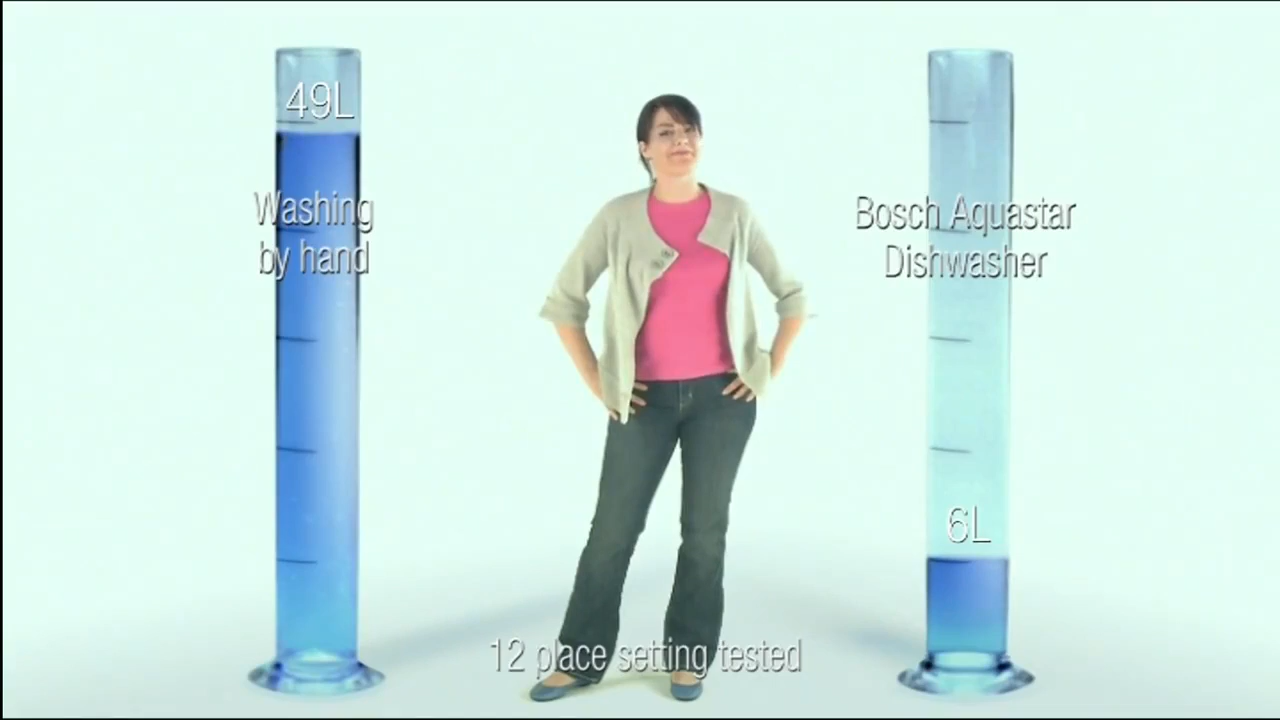 49L
Washing
by hand
Bosch Aquastar
Dishwasher
6L
12 place setting tested